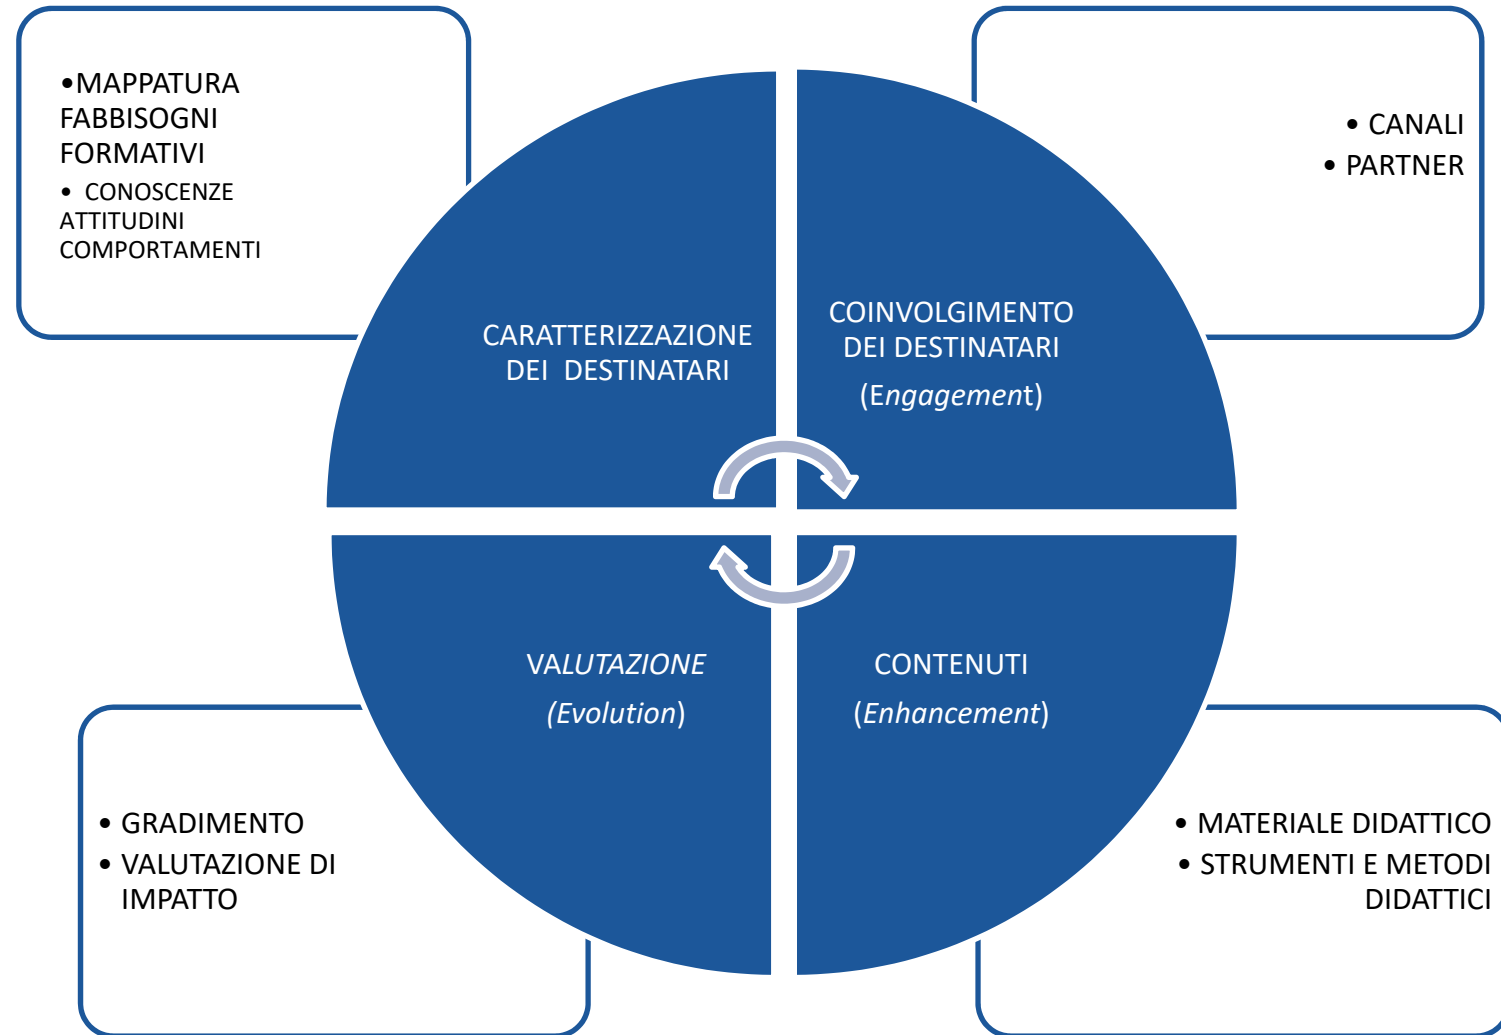 •MAPPATURA
FABBISOGNI
FORMATIVI
• CONOSCENZE
ATTITUDINI
COMPORTAMENTI
• CANALI
• PARTNER
CARATTERIZZAZIONE
DEI DESTINATARI
COINVOLGIMENTO
DEI DESTINATARI
(Engagement)
VALUTAZIONE
(Evolution)
CONTENUTI
(Enhancement)
• GRADIMENTO
• VALUTAZIONE DI
IMPATTO
• MATERIALE DIDATTICO
• STRUMENTI E METODI
DIDATTICI